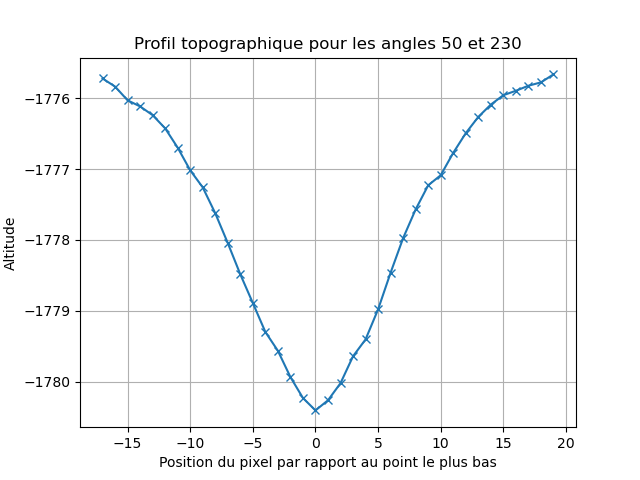 Profil topographique pour les angles 50 et 230
−1776
−1777
−1778
−1779
−1780
Altitude
−15 −10 −5 0 5 10 15 20
Position du pixel par rapport au point le plus bas